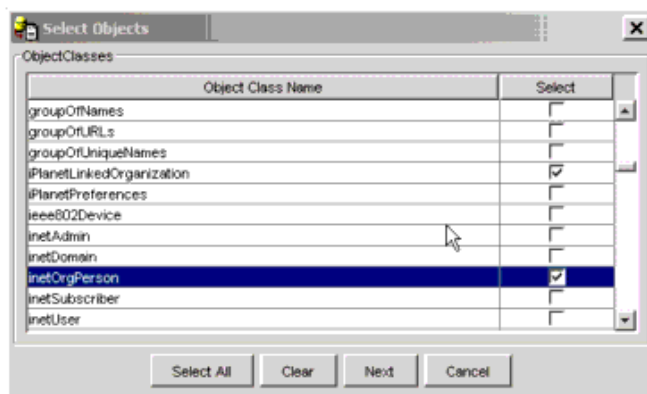 Select Objects
ObjectClasses
Object Class Name Select
groupOfNames
groupOfURLs
groupOfUniqueNames
iPlanetLinkedOrganization
iPlanetPreferences
ieee802Device
inetAdmin
inetDomain
inetOrgPerson
inetSubscriber
inetUser
Select All Clear Next Cancel